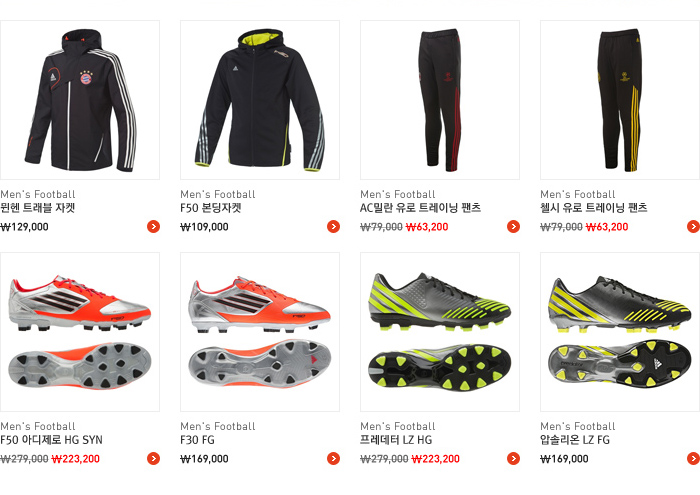 Men's Football
뮌헨 트래블 자켓
₩129,000
Men's Football
F50 본딩자켓
₩109,000
Men's Football
AC밀란 유로 트레이닝 팬츠
₩79,000 ₩63,200
Men's Football
첼시 유로 트레이닝 팬츠
₩79,000 ₩63,200
Men's Football
F50 아디제로 HG SYN
₩279,000 ₩223,200
Men's Football
F30 FG
₩169,000
Men's Football
프레데터 LZ HG
₩279,000 ₩223,200
Men's Football
압솔리온 LZ FG
₩169,000